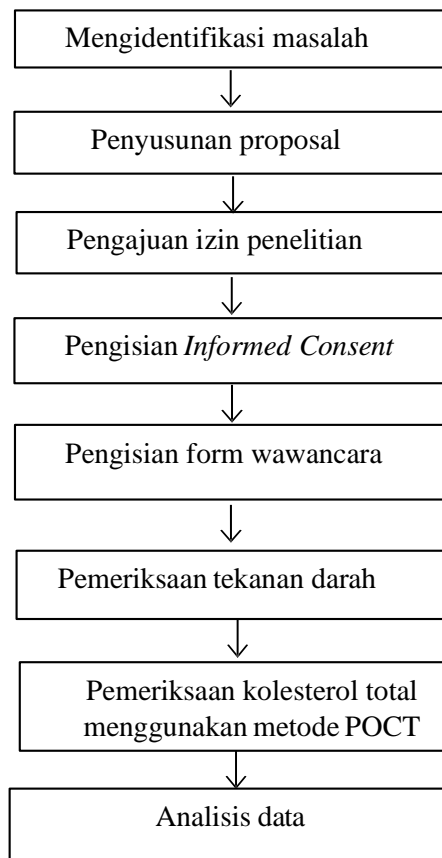 Mengidentifikasi masalah
Penyusunan proposal
Pengajuan izin penelitian
Pengisian Informed Consent
Pengisian form wawancara
Pemeriksaan tekanan darah
Pemeriksaan kolesterol total
menggunakan metode POCT
Analisis data